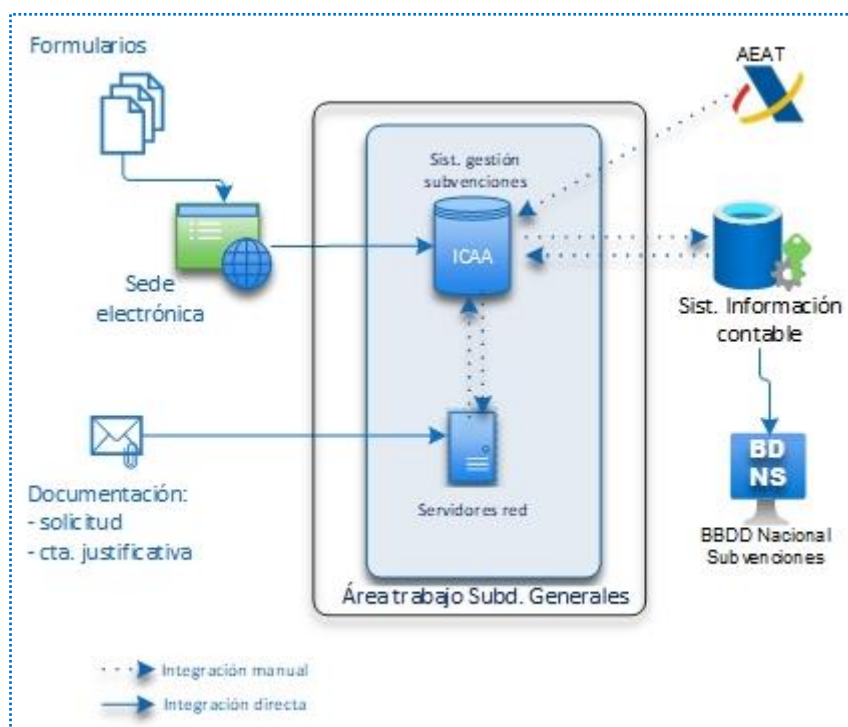 Formularios
AEAT
Sist. gestión
subvenciones
ICAA
Sede
electrónica
Sist. Información
contable
Documentación:
- solicitud
- cta. justificativa
Servidores red
BD
NS
BBDD Nacional
Subvenciones
Área trabajo Subd. Generales
Integración manual
Integración directa